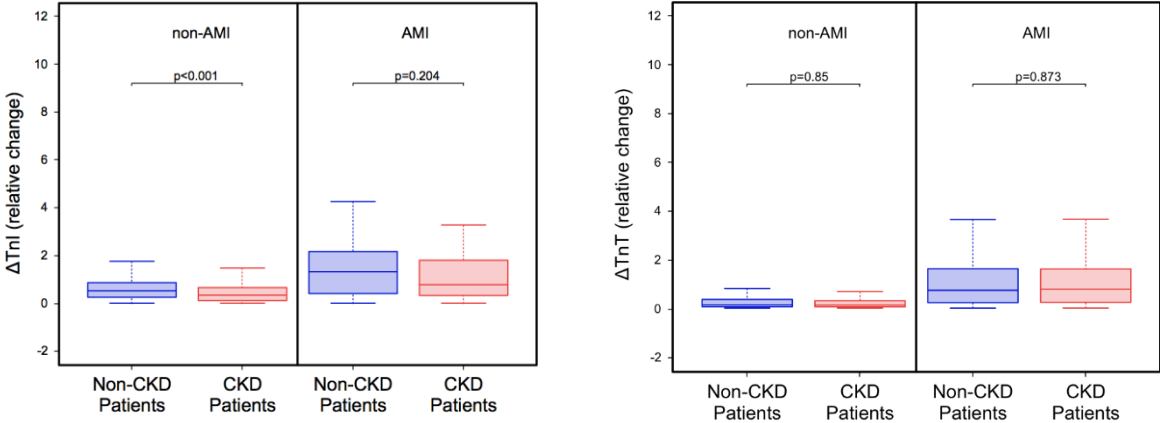 12
10
8
6
4
2
0
-2
ΔTnI (relative change)
non-AMI
AMI
p<0.001
p=0.204
Non-CKD
Patients
CKD
Patients
Non-CKD
Patients
CKD
Patients
12
10
8
6
4
2
0
-2
ΔTnT (relative change)
non-AMI
AMI
p=0.85
p=0.873
Non-CKD
Patients
CKD
Patients
Non-CKD
Patients
CKD
Patients